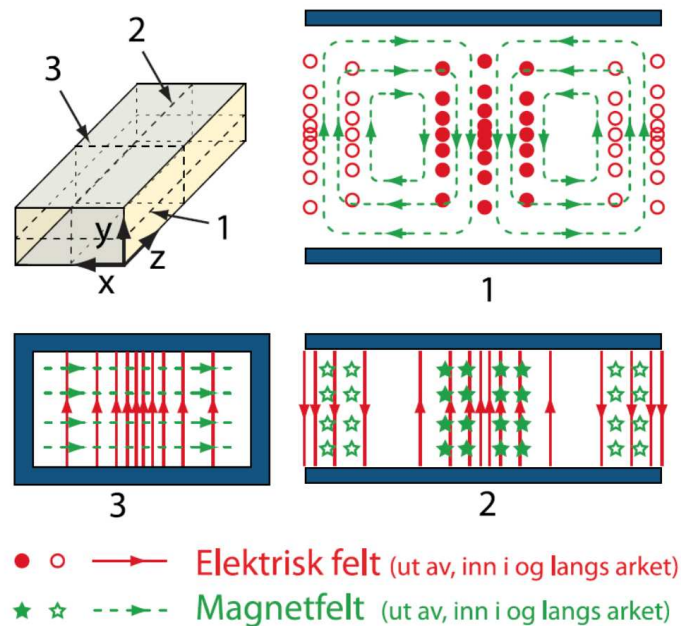 2
3
1
y
z
x
1
3
2
Elektrisk felt (ut av, inn i og langs arket)
Magnetfelt (ut av, inn i og langs arket)